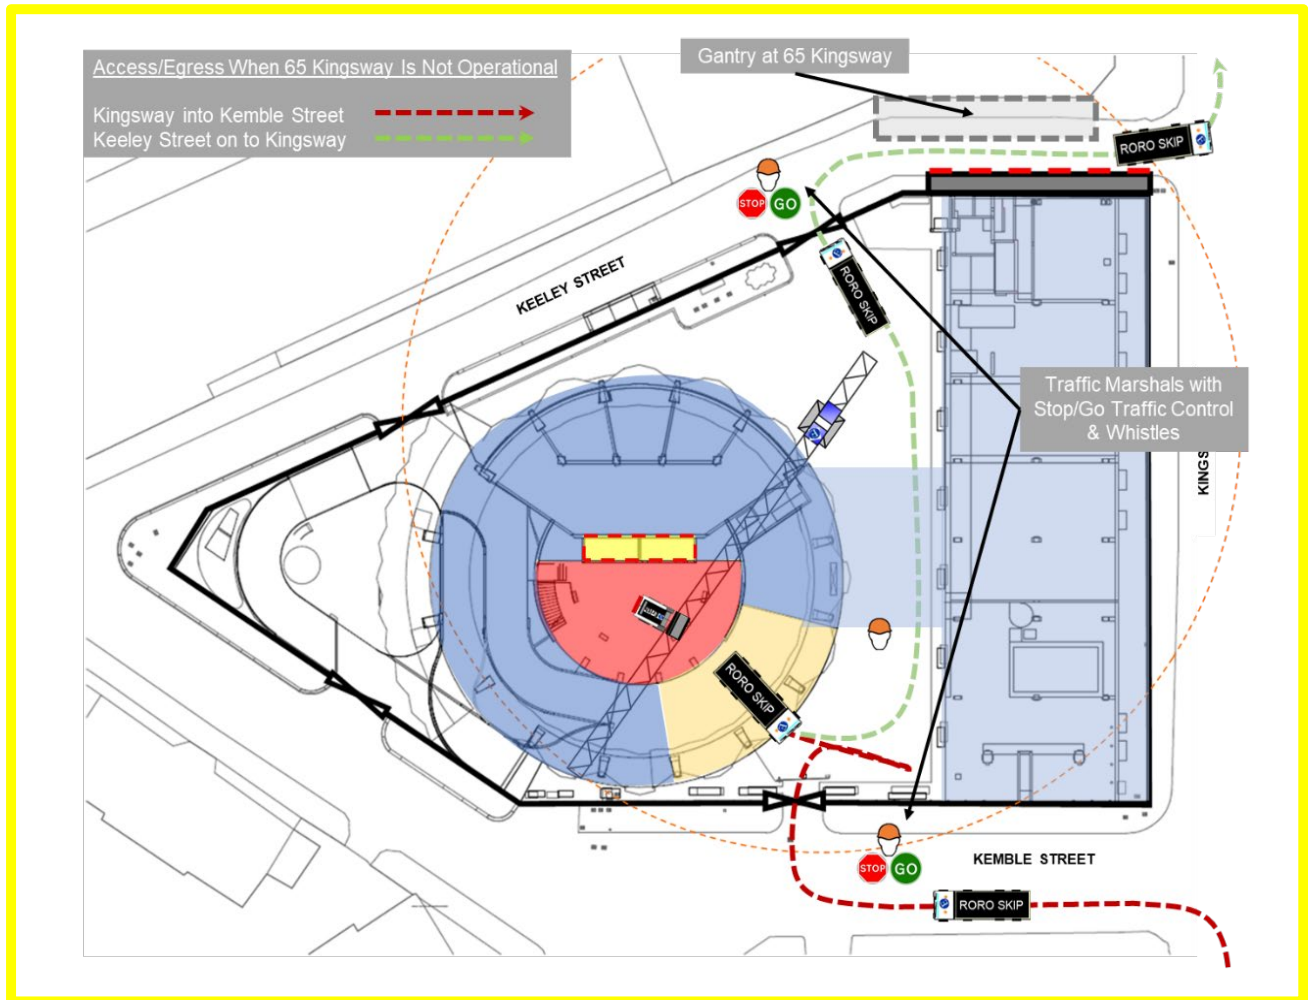 Access/Egress When 65 Kingsway Is Not Operational
Kingsway into Kemble Street
Keeley Street on to Kingsway
Gantry at 65 Kingsway
RORO SKIP
STOP GO
KEELEY STREET
RORO SKIP
Traffic Marshals with
Stop/Go Traffic Control
& Whistles
KINGS
RORO SKIP
STOP GO
KEMBLE STREET
RORO SKIP